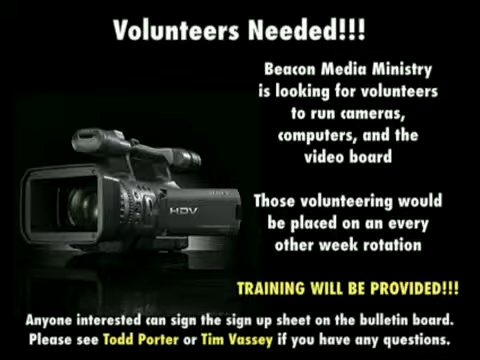 Volunteers Needed!!!
Beacon Media Ministry
is looking for volunteers
to run cameras,
computers, and the
video board
SONY
HDV
Those volunteering would
be placed on an every
other week rotation
TRAINING WILL BE PROVIDED!!!
Anyone interested can sign the sign up sheet on the bulletin board.
Please see Todd Porter or Tim Vassey if you have any questions.